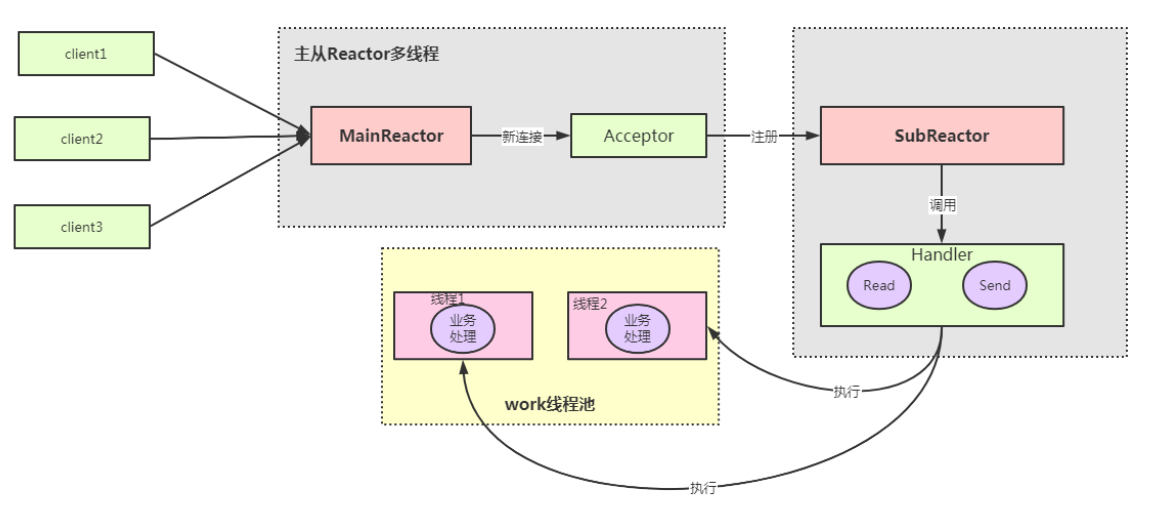 client1
client2
client3
主从Reactor多线程
MainReactor
新连接
Acceptor
注册
SubReactor
调用
Handler
Read
Send
线程1
业务
处理
线程2
业务
处理
work线程池
执行
执行